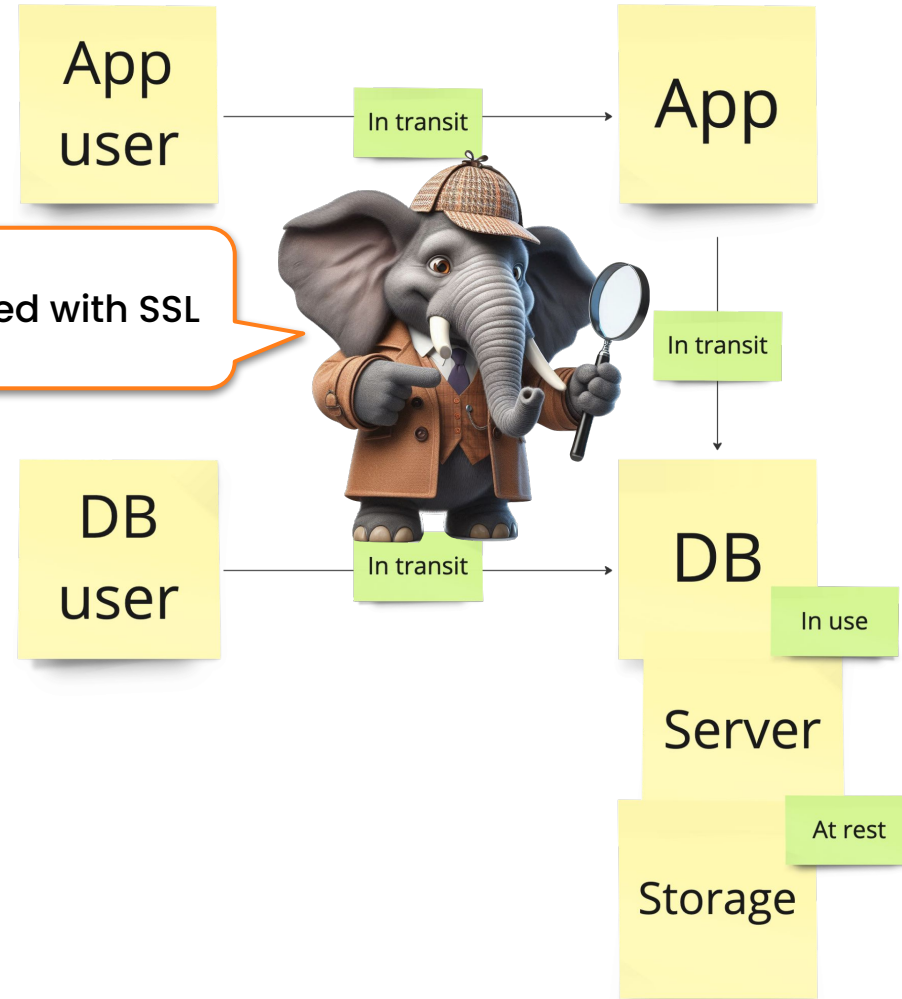 App
user
In transit
App
ed with SSL
In transit
DB
user
In transit
DB
In use
Server
At rest
Storage